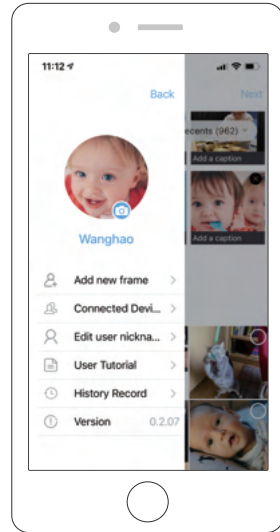 11:12
Back
Next
ecents (962)
Add a caption
Add a caption
Wanghao
Add new frame
Connected Devi...
Edit user nickna...
User Tutorial
History Record
Version 0.2.07